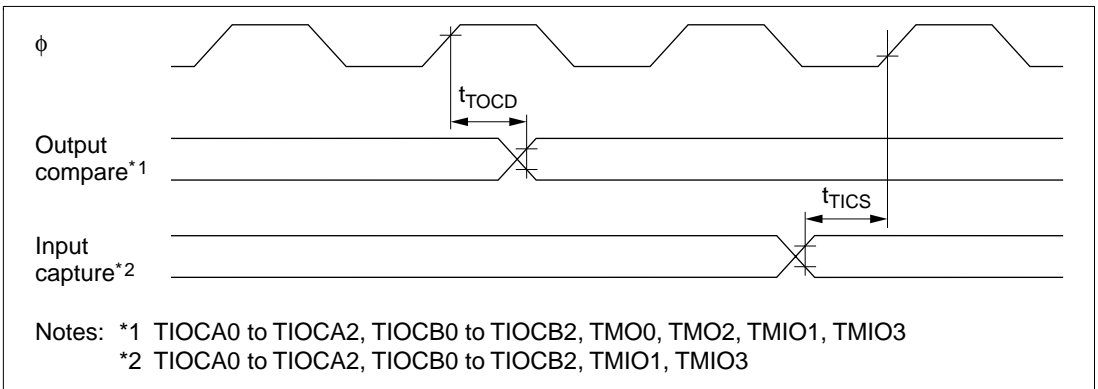 ϕ
tTOCD
Output
compare*1
tTICS
Input
capture*2
Notes: *1 TIOCA0 to TIOCA2, TIOCB0 to TIOCB2, TMO0, TMO2, TMIO1, TMIO3
*2 TIOCA0 to TIOCA2, TIOCB0 to TIOCB2, TMIO1, TMIO3